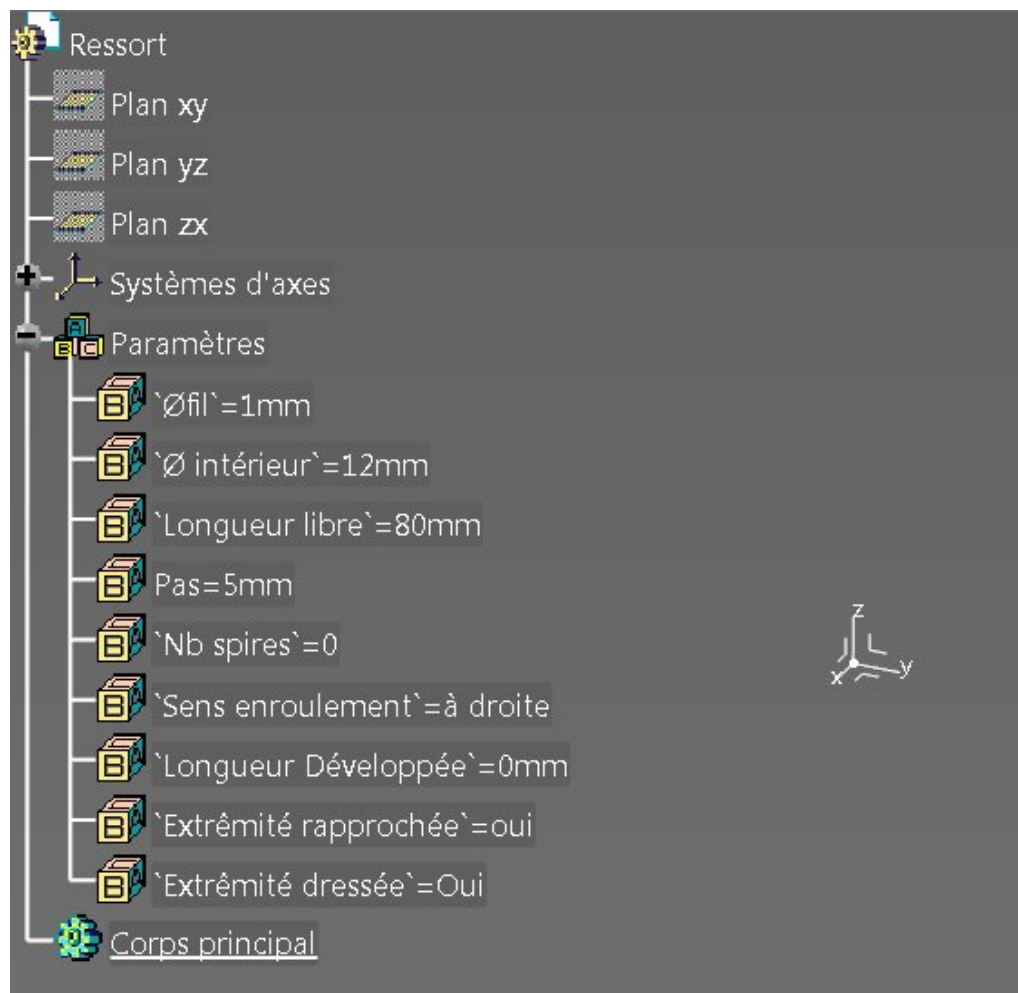 Ressort
Plan xy
Plan yz
Plan zx
Systèmes d'axes
Paramètres
`Øfil`=1mm
`Ø intérieur`=12mm
`Longueur libre`=80mm
Pas=5mm
`Nb spires`=0
`Sens enroulement`=à droite
`Longueur Développée`=0mm
`Extrêmité rapprochée`=oui
`Extrêmité dressée`=Oui
Corps principal
z
x y